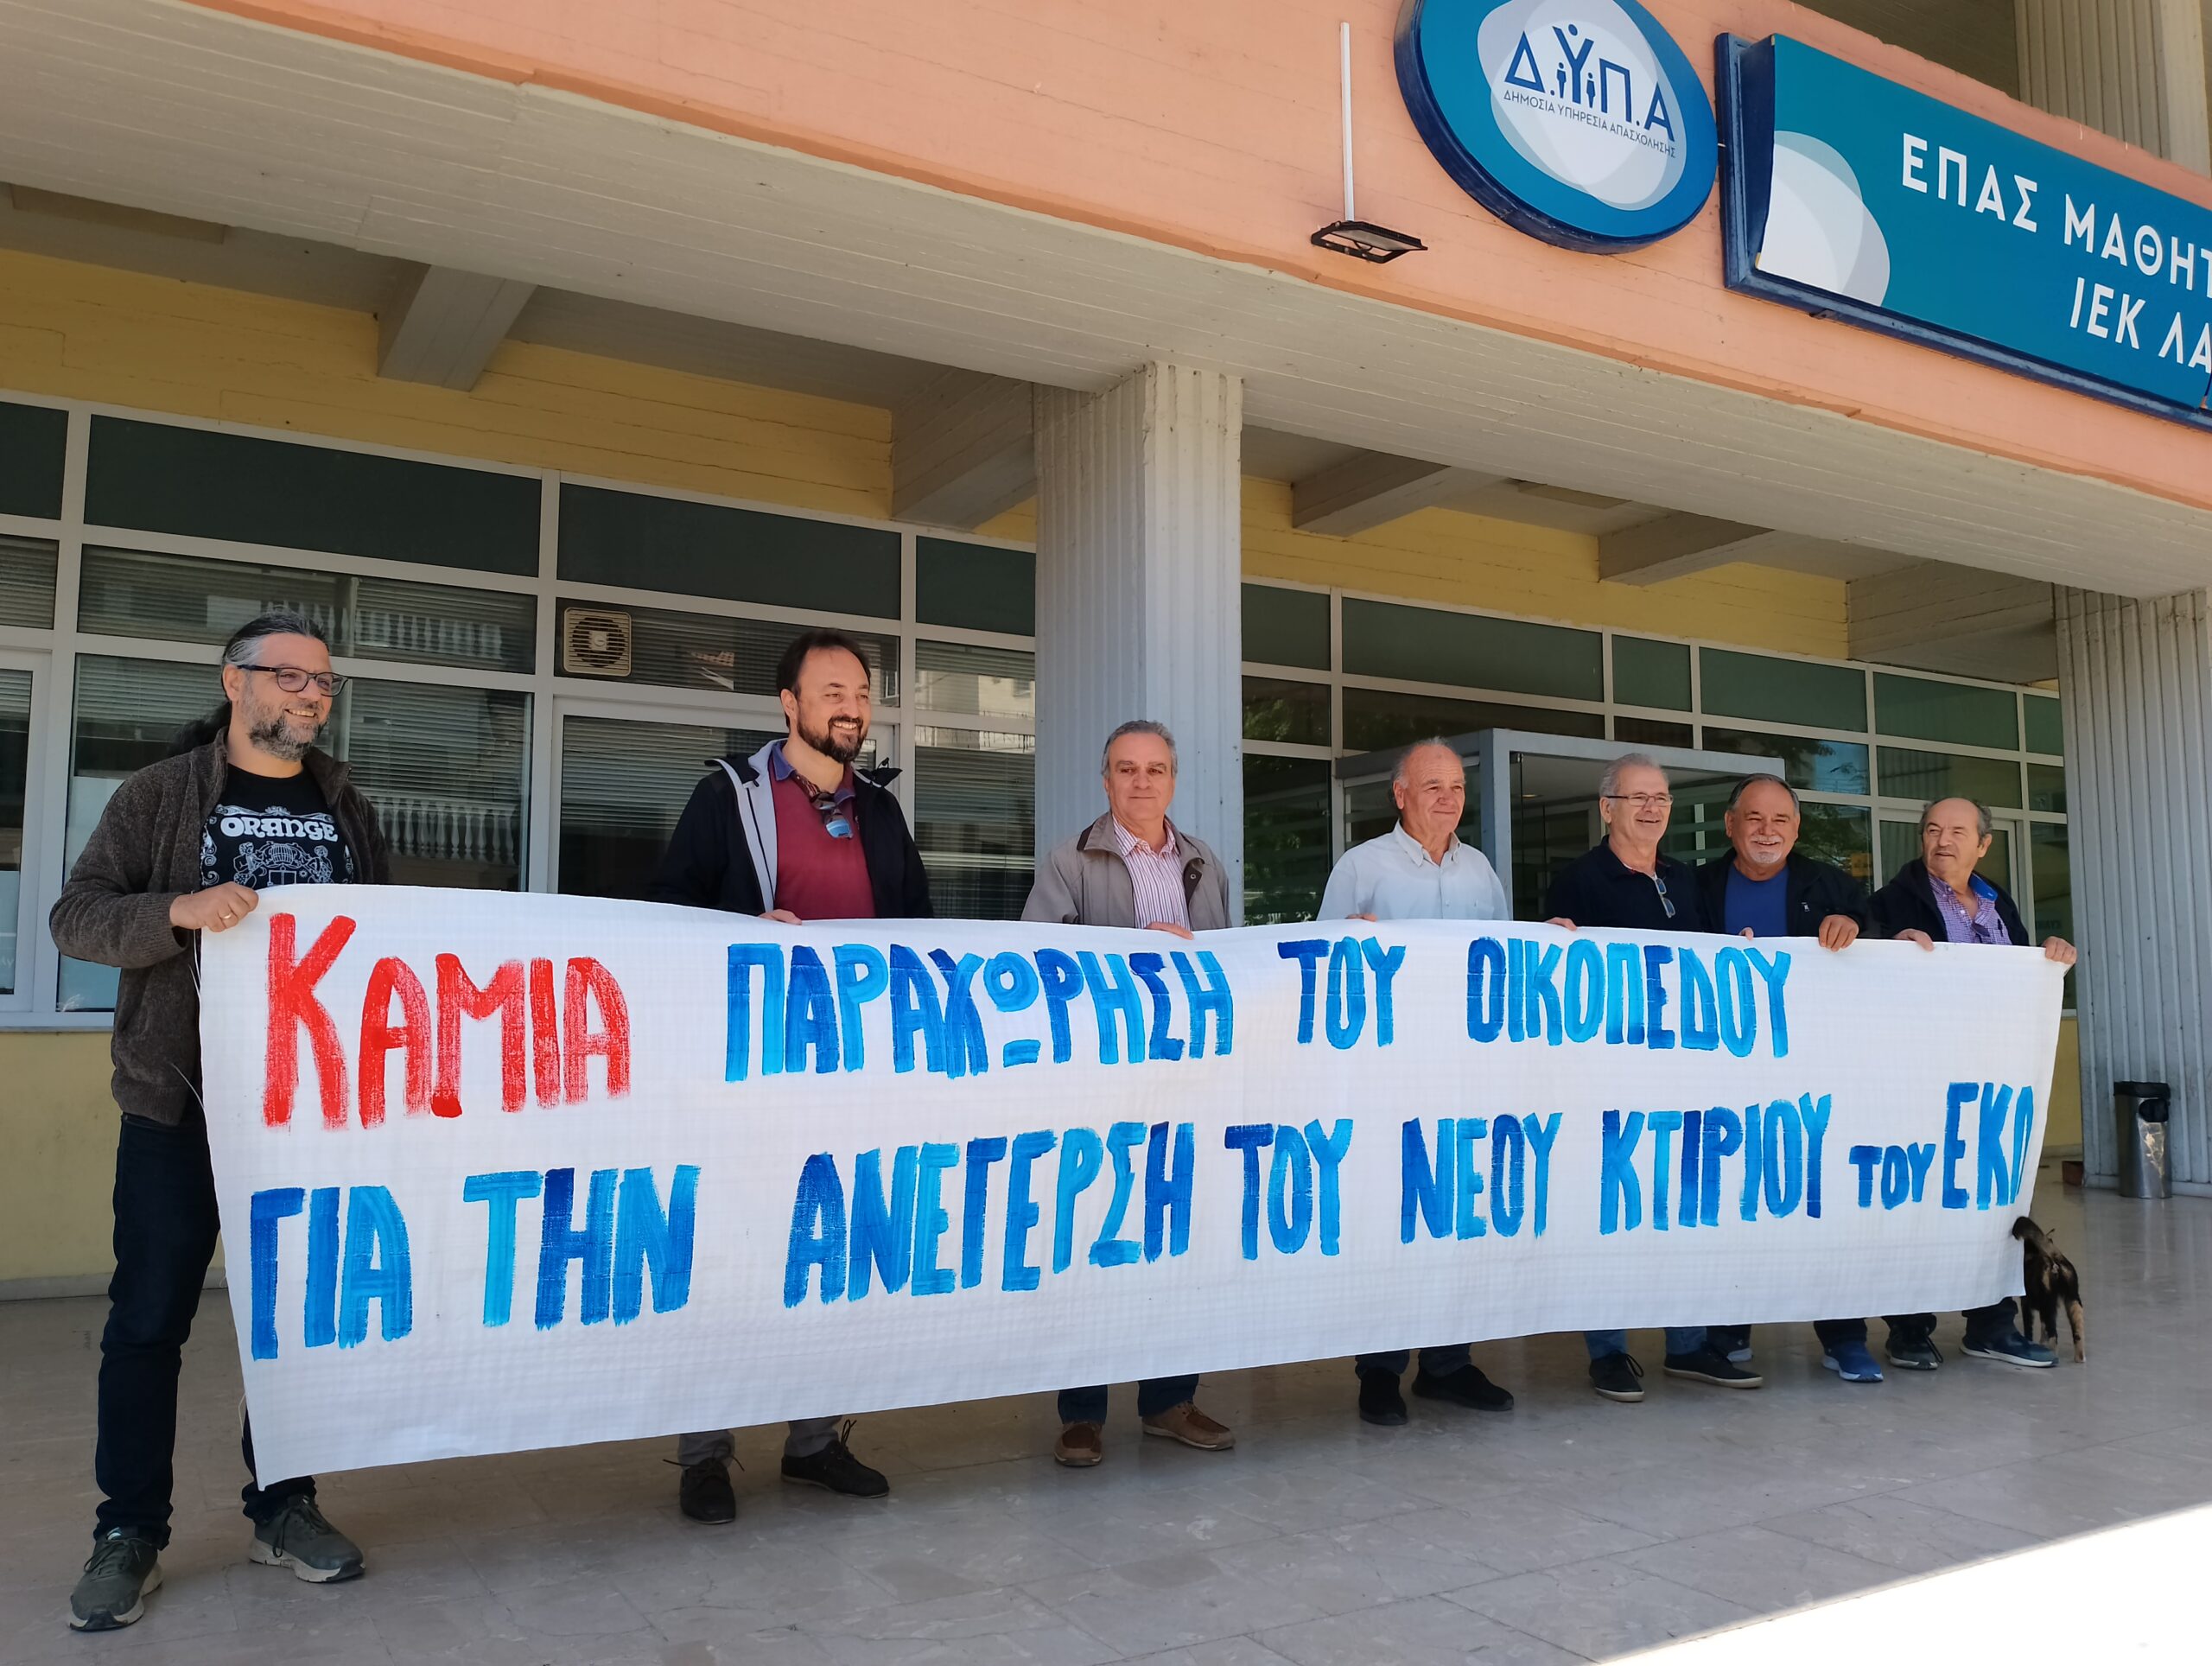 Δ.ΥΠ.Α
ΔΗΜΟΣΙΑ ΥΠΗΡΕΣΙΑ ΑΠΑΣΧΟΛΗΣΗΣ
ΕΠΑΣ ΜΑΘΗΤ
ΙΕΚ ΛΑ
ORANGE
ΚΑΜΙΑ ΠΑΡΑΧΩΡΗΣΗ ΤΟΥ ΟΙΚΟΠΕΔΟΥ
ΓΙΑ ΤΗΝ ΑΝΕΓΕΡΣΗ ΤΟΥ ΝΕΟΥ ΚΤΙΡΙΟΥ ΤΟΥ ΕΚΛ